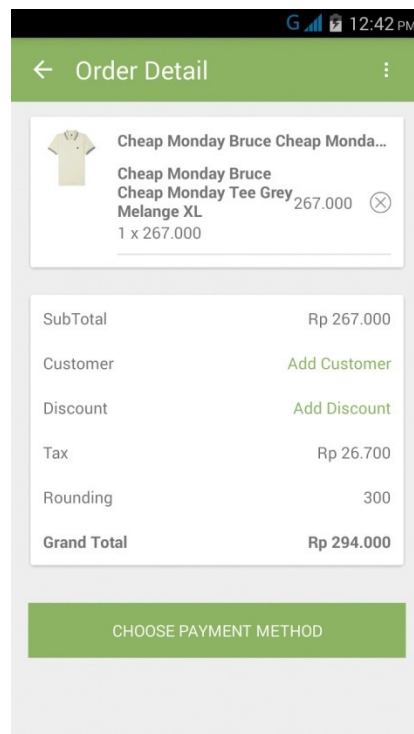 G 12:42 PM
Order Detail
Cheap Monday Bruce Cheap Monda...
Cheap Monday Bruce
Cheap Monday Tee Grey
Melange XL
267.000
1 x 267.000
SubTotal Rp 267.000
Customer Add Customer
Discount Add Discount
Tax Rp 26.700
Rounding 300
Grand Total Rp 294.000
CHOOSE PAYMENT METHOD